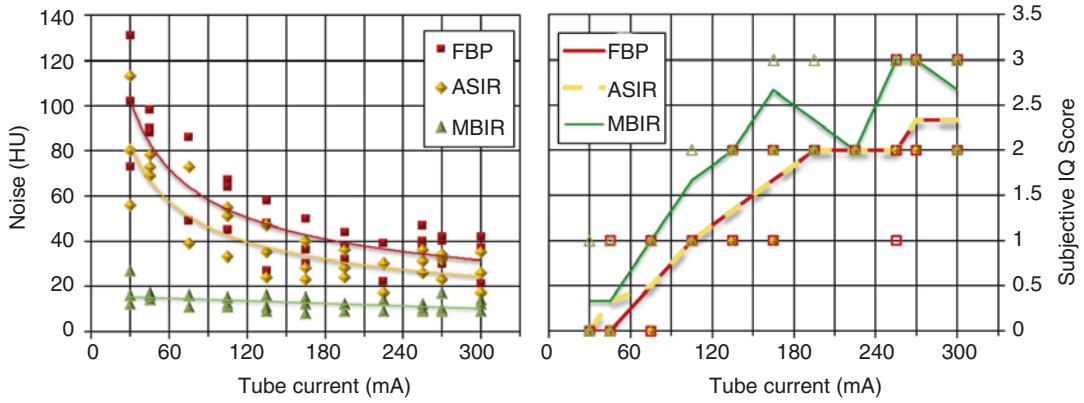 140
120
100
80
60
40
20
0
Noise (HU)
0 60 120 180 240 300
Tube current (mA)
FBP
ASIR
MBIR
FBP
ASIR
MBIR
3.5
3
2.5
2
1.5
1
0.5
0
Subjective IQ Score
0 60 120 180 240 300
Tube current (mA)